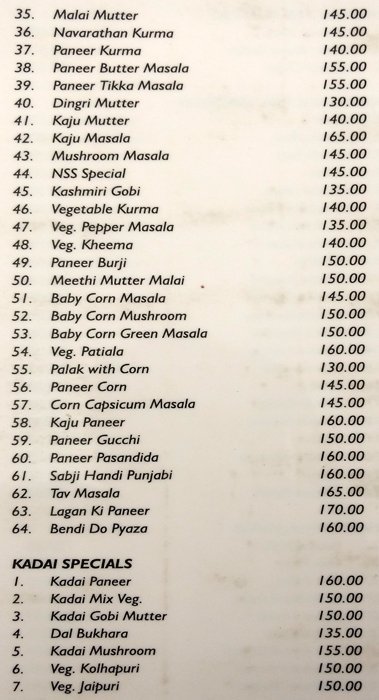 35. Malai Mutter 145.00
36. Navarathan Kurma 145.00
37. Paneer Kurma 140.00
38. Paneer Butter Masala 155.00
39. Paneer Tikka Masala 155.00
40. Dingri Mutter 130.00
41. Kaju Mutter 140.00
42. Kaju Masala 165.00
43. Mushroom Masala 145.00
44. NSS Special 145.00
45. Kashmiri Gobi 135.00
46. Vegetable Kurma 140.00
47. Veg. Pepper Masala 135.00
48. Veg. Kheema 140.00
49. Paneer Burji 150.00
50. Meethi Mutter Malai 150.00
51. Baby Corn Masala 145.00
52. Baby Corn Mushroom 150.00
53. Baby Corn Green Masala 150.00
54. Veg. Patiala 160.00
55. Palak with Corn 130.00
56. Paneer Corn 145.00
57. Corn Capsicum Masala 145.00
58. Kaju Paneer 160.00
59. Paneer Gucchi 150.00
60. Paneer Pasandida 160.00
61. Sabji Handi Punjabi 160.00
62. Tav Masala 165.00
63. Lagan Ki Paneer 170.00
64. Bendi Do Pyaza 160.00
KADAI SPECIALS
1. Kadai Paneer 160.00
2. Kadai Mix Veg. 150.00
3. Kadai Gobi Mutter 150.00
4. Dal Bukhara 135.00
5. Kadai Mushroom 155.00
6. Veg. Kolhapuri 150.00
7. Veg. Jaipuri 150.00